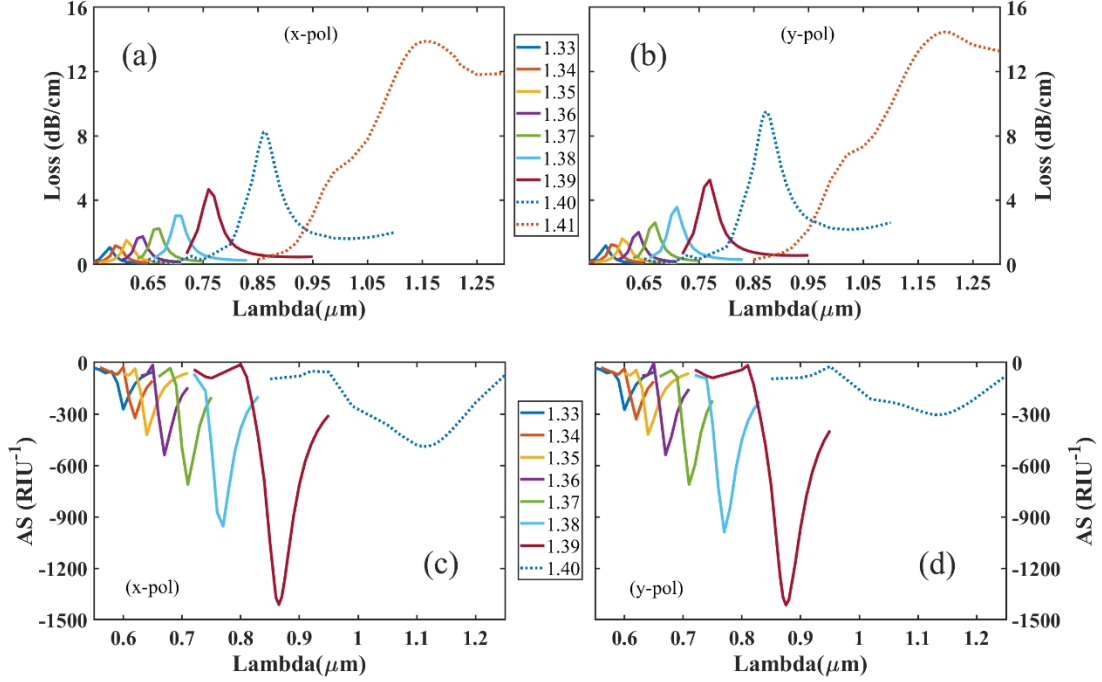 (a)
(x-pol)
Loss (dB/cm)
16
12
8
4
0
0.65 0.75 0.85 0.95 1.05 1.15 1.30
Lambda(μm)
1.33
1.34
1.35
1.36
1.37
1.38
1.39
1.40
1.41
(b)
(y-pol)
16
12
8
4
0
Loss (dB/cm)
0.65 0.75 0.85 0.95 1.05 1.15 1.25
Lambda(μm)
0
-300
-600
-900
-1200
-1500
AS (RIU-1)
(x-pol)
(c)
0.6 0.7 0.8 0.9 1 1.1 1.2
Lambda(μm)
1.33
1.34
1.35
1.36
1.37
1.38
1.39
1.40
(y-pol)
(d)
0
-300
-600
-900
-1200
-1500
AS (RIU-1)
0.6 0.7 0.8 0.9 1 1.1 1.2
Lambda(μm)